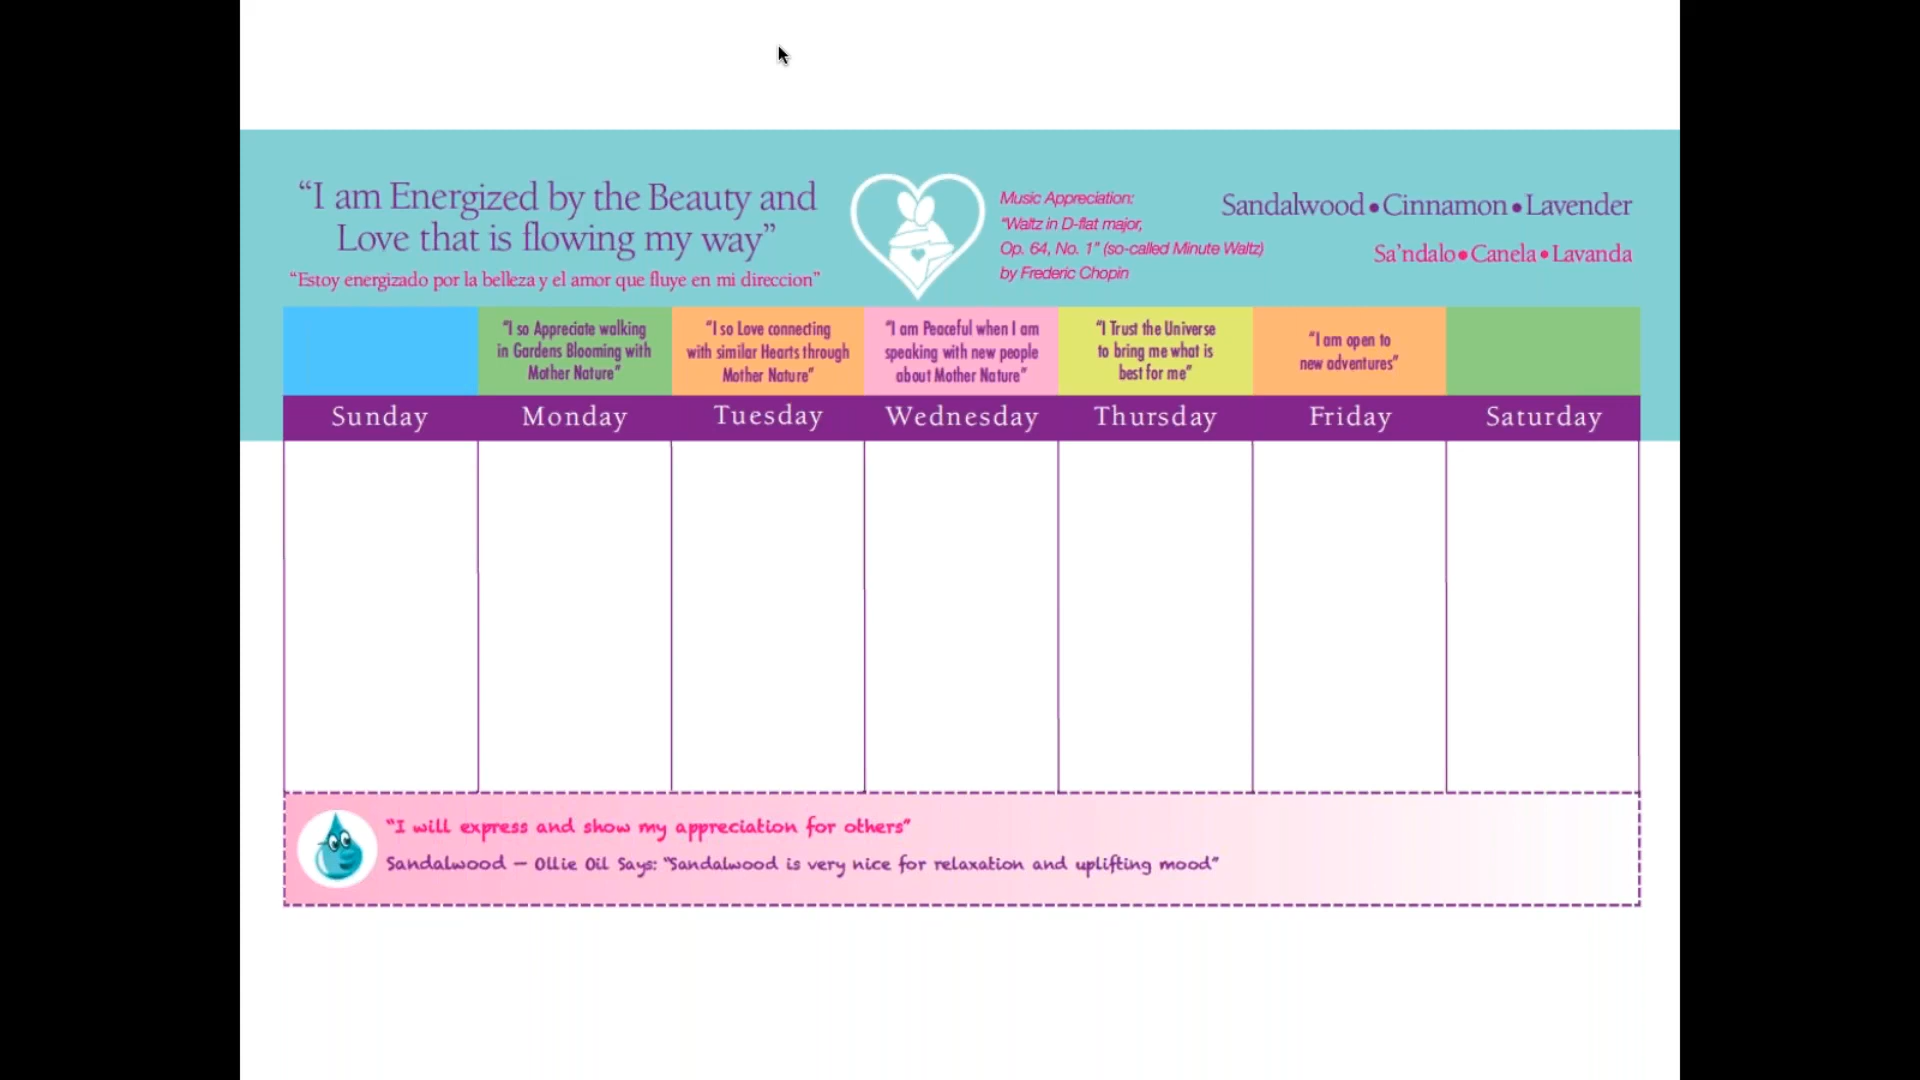 “I am Energized by the Beauty and
Love that is flowing my way”
“Estoy energizado por la belleza y el amor que fluye en mi direccion”
Music Appreciation:
“Waltz in D-flat major,
Op. 64, No. 1” (so-called Minute Waltz)
by Frederic Chopin
Sandalwood•Cinnamon•Lavender
Sa’ndalo•Canela•Lavanda
“I so Appreciate walking
in Gardens Blooming with
Mother Nature”
“I so Love connecting
with similar Hearts through
Mother Nature”
“I am Peaceful when I am
speaking with new people
about Mother Nature”
“I Trust the Universe
to bring me what is
best for me”
“I am open to
new adventures”
Sunday Monday Tuesday Wednesday Thursday Friday Saturday
“I will express and show my appreciation for others”
Sandalwood – Ollie Oil Says: “Sandalwood is very nice for relaxation and uplifting mood”